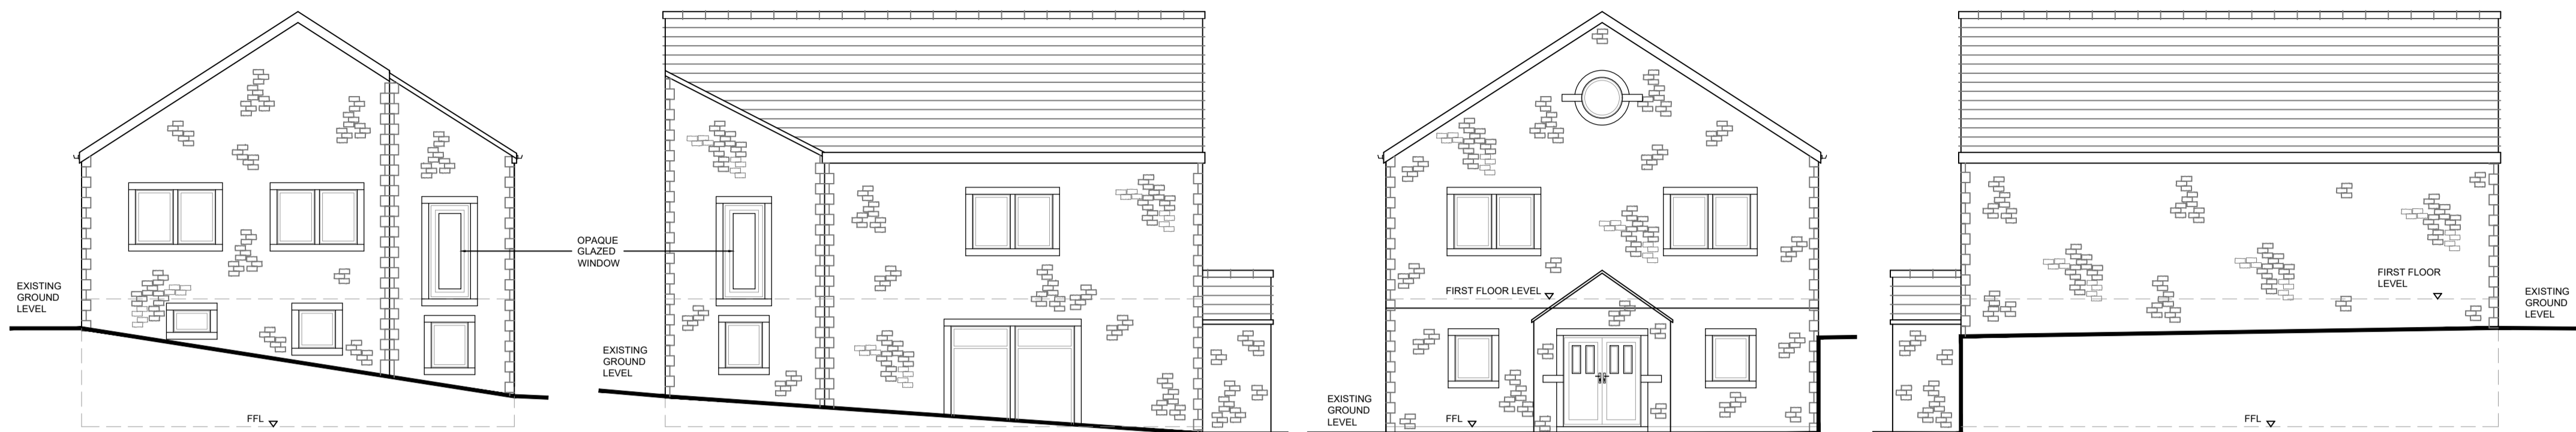 EXISTING
GROUND
LEVEL
FFL
OPAQUE
GLAZED
WINDOW
EXISTING
GROUND
LEVEL
FIRST FLOOR LEVEL
EXISTING
GROUND
LEVEL
FFL
FIRST FLOOR
LEVEL
EXISTING
GROUND
LEVEL
FFL